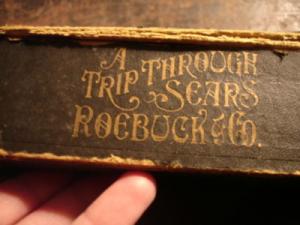 A
TRIP THROUGH
SEARS
ROEBUCK & CO.